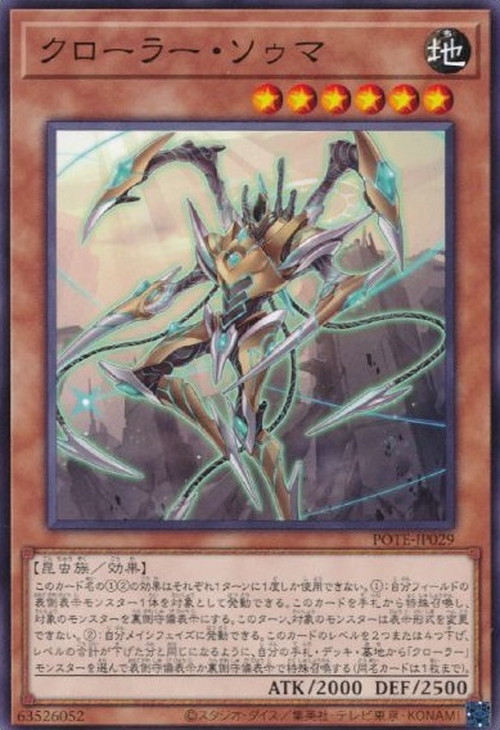 クローラー・ソゥマ
地
POTE-JP029
【昆虫族／効果】
このカード名の①②の効果はそれぞれ1ターンに1度しか使用できない。①：自分フィールドの
表側表示モンスター1体を対象として発動できる。このカードを手札から特殊召喚し、
対象のモンスターを裏側守備表示にする。このターン、対象のモンスターは表示形式を変更
できない。②：自分メインフェイズに発動できる。このカードのレベルを2つまたは4つ下げ、
レベルの合計が下げた分と同じになるように、自分の手札・デッキ・墓地から「クローラー」
モンスターを選んで表側守備表示か裏側守備表示で特殊召喚する（同名カードは1枚まで）。
ATK/2000 DEF/2500
63526052 ©スタジオ・ダイス／集英社・テレビ東京・KONAMI